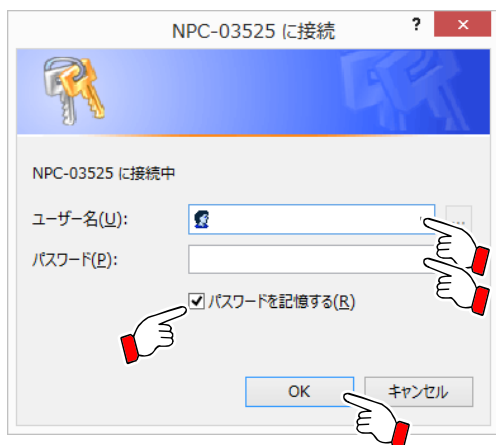 NPC-03525 に接続
? ×
NPC-03525 に接続中
ユーザー名(U):
...
パスワード(P):
パスワードを記憶する(R)
OK
キャンセル